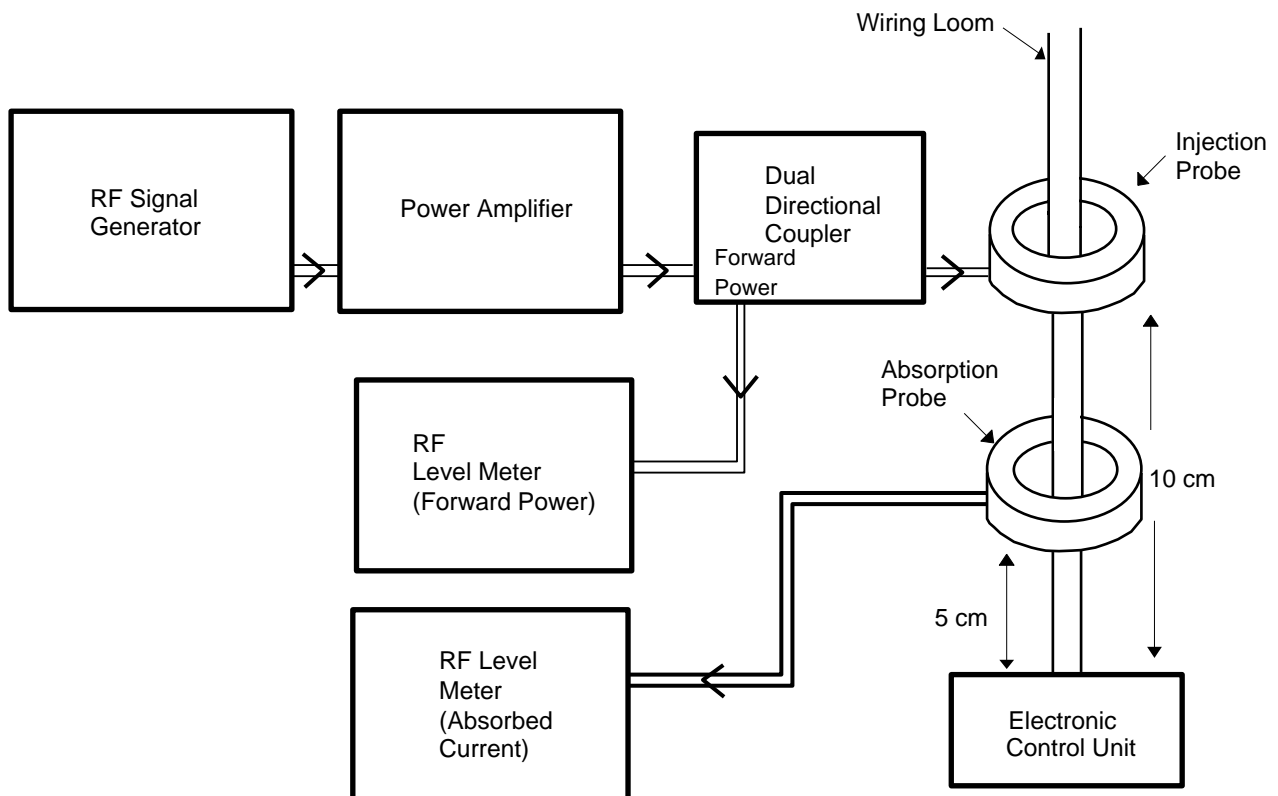 Wiring Loom
Injection
Probe
RF Signal
Generator
Power Amplifier
Dual
Directional
Coupler
Forward
Power
Absorption
Probe
RF
Level Meter
(Forward Power)
10 cm
5 cm
RF Level
Meter
(Absorbed
Current)
Electronic
Control Unit